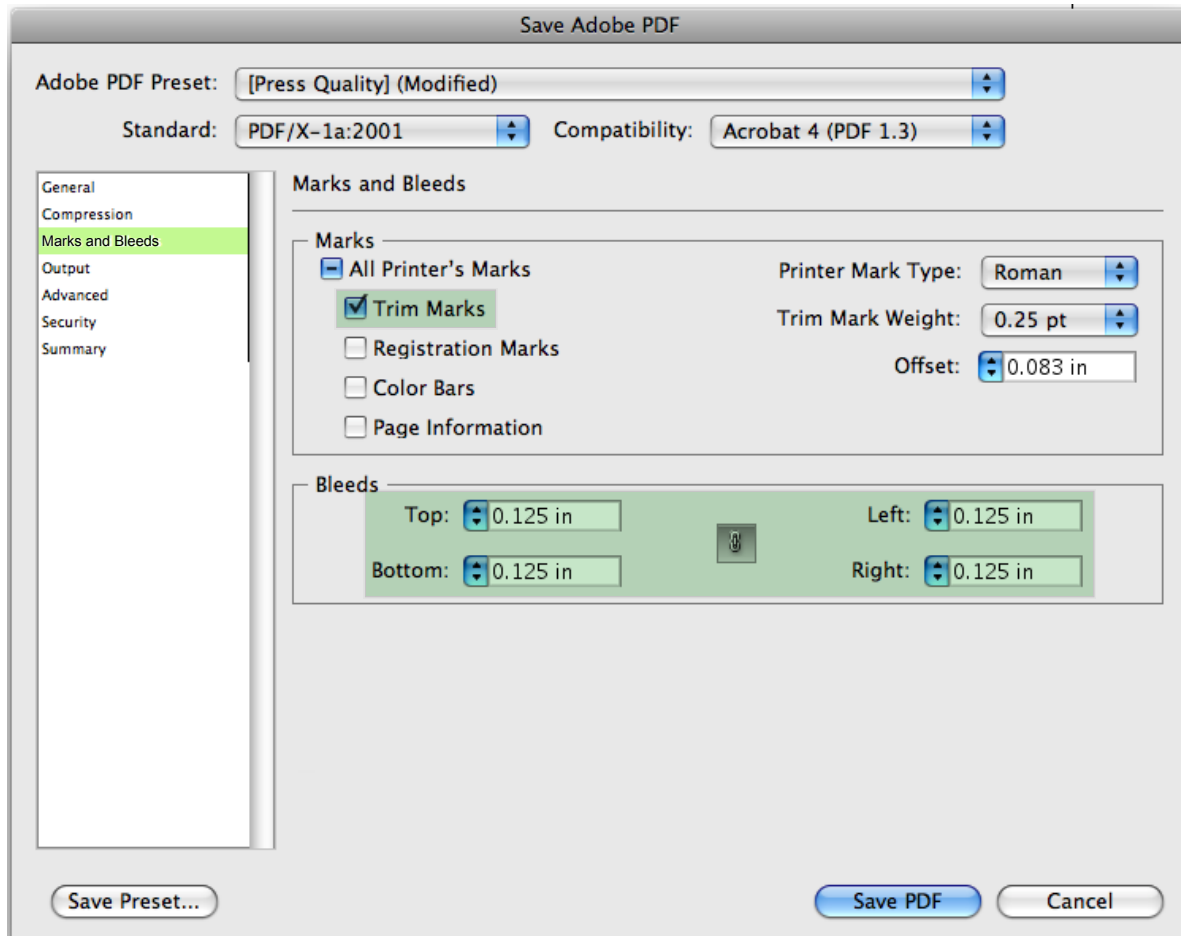 Save Adobe PDF
Adobe PDF Preset: [Press Quality] (Modified)
Standard: PDF/X-1a:2001 Compatibility: Acrobat 4 (PDF 1.3)
General
Compression
Marks and Bleeds
Output
Advanced
Security
Summary
Marks and Bleeds
Marks
All Printer's Marks
Trim Marks
Registration Marks
Color Bars
Page Information
Printer Mark Type: Roman
Trim Mark Weight: 0.25 pt
Offset: 0.083 in
Bleeds
Top: 0.125 in Left: 0.125 in
Bottom: 0.125 in Right: 0.125 in
Save Preset... Save PDF Cancel